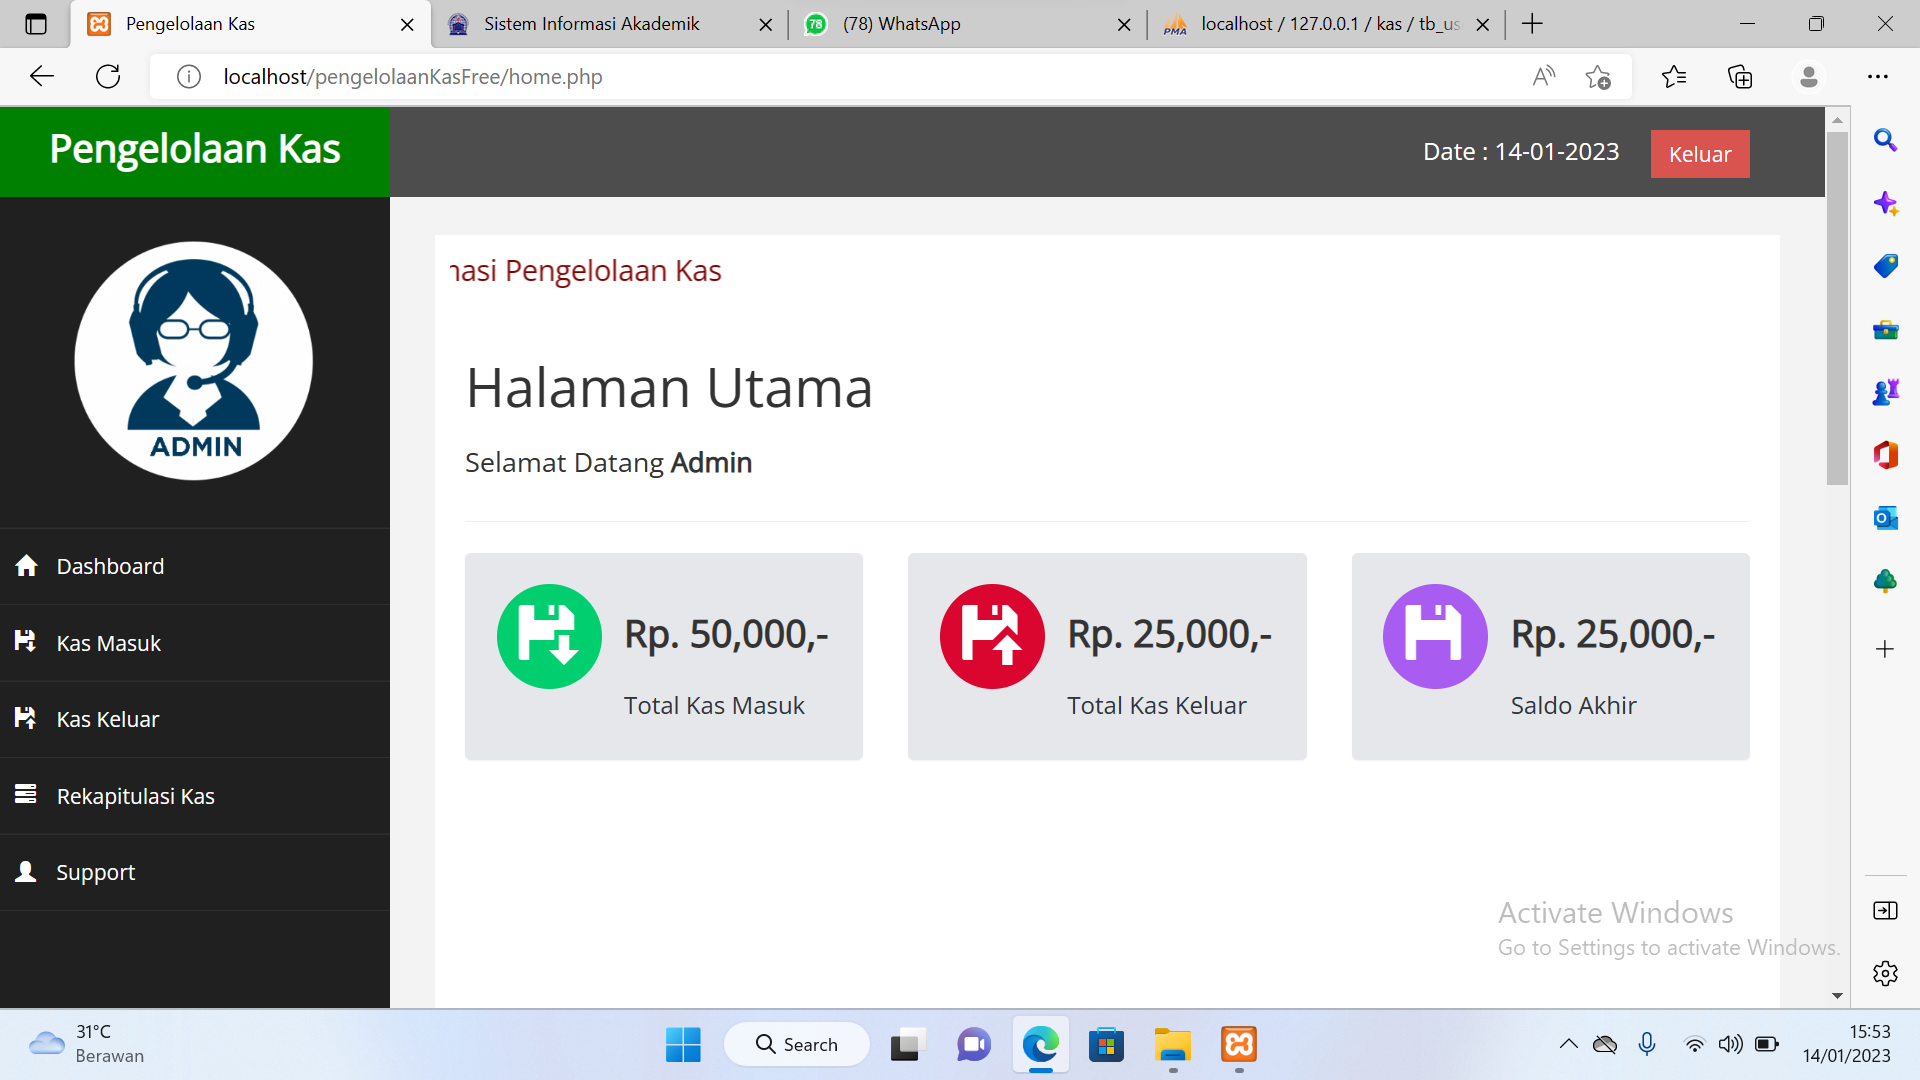 Pengelolaan Kas
Sistem Informasi Akademik
78
(78) WhatsApp
PMA
localhost / 127.0.0.1 / kas / tb_us
localhost/pengelolaanKasFree/home.php
Pengelolaan Kas
Date : 14-01-2023
Keluar
ADMIN
Dashboard
Kas Masuk
Kas Keluar
Rekapitulasi Kas
Support
nasi Pengelolaan Kas
Halaman Utama
Selamat Datang Admin
Rp. 50,000,-
Total Kas Masuk
Rp. 25,000,-
Total Kas Keluar
Rp. 25,000,-
Saldo Akhir
Activate Windows
Go to Settings to activate Windows.
31°C
Berawan
Search
15:53
14/01/2023